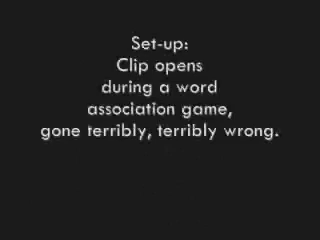 Set-up:
Clip opens
during a word
association game,
gone terribly, terribly wrong.